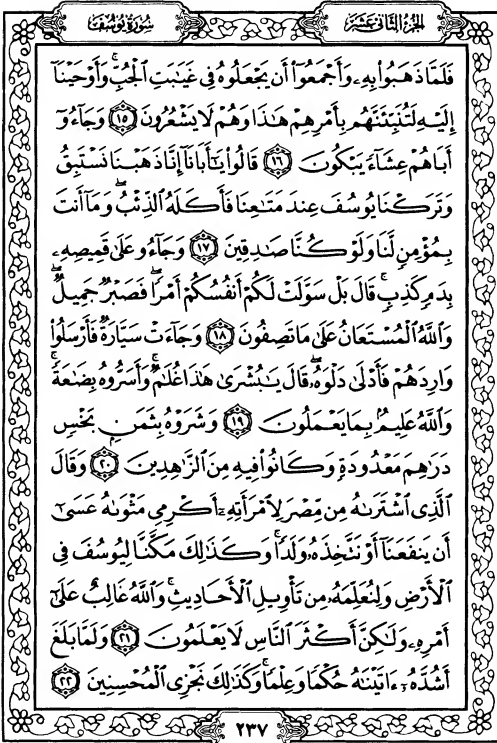 الجزء الثاني عشر
سورة يوسف
فَلَمَّا ذَهَبُوا۟ بِهِۦ وَأَجْمَعُوٓا۟ أَن يَجْعَلُوهُ فِى غَيَٰبَتِ ٱلْجُبِّ ۚ وَأَوْحَيْنَآ
إِلَيْهِ لَتُنَبِّئَنَّهُم بِأَمْرِهِمْ هَٰذَا وَهُمْ لَا يَشْعُرُونَ ١٥ وَجَآءُوٓ
أَبَاهُمْ عِشَآءً يَبْكُونَ ١٦ قَالُوا۟ يَٰٓأَبَانَآ إِنَّا ذَهَبْنَا نَسْتَبِقُ
وَتَرَكْنَا يُوسُفَ عِندَ مَتَٰعِنَا فَأَكَلَهُ ٱلذِّئْبُ ۖ وَمَآ أَنتَ
بِمُؤْمِنٍ لَّنَا وَلَوْ كُنَّا صَٰدِقِينَ ١٧ وَجَآءُو عَلَىٰ قَمِيصِهِۦ
بِدَمٍ كَذِبٍ ۚ قَالَ بَلْ سَوَّلَتْ لَكُمْ أَنفُسُكُمْ أَمْرًا ۖ فَصَبْرٌ جَمِيلٌ ۖ
وَٱللَّهُ ٱلْمُسْتَعَانُ عَلَىٰ مَا تَصِفُونَ ١٨ وَجَآءَتْ سَيَّارَةٌ فَأَرْسَلُوا۟
وَارِدَهُمْ فَأَدْلَىٰ دَلْوَهُۥ ۖ قَالَ يَٰبُشْرَىٰ هَٰذَا غُلَٰمٌ ۚ وَأَسَرُّوهُ بِضَٰعَةً ۚ
وَٱللَّهُ عَلِيمٌۢ بِمَا يَعْمَلُونَ ١٩ وَشَرَوْهُ بِثَمَنٍۭ بَخْسٍ
دَرَٰهِمَ مَعْدُودَةٍ وَكَانُوا۟ فِيهِ مِنَ ٱلزَّٰهِدِينَ ٢٠ وَقَالَ
ٱلَّذِى ٱشْتَرَىٰهُ مِن مِّصْرَ لِٱمْرَأَتِهِۦٓ أَكْرِمِى مَثْوَىٰهُ عَسَىٰٓ
أَن يَنفَعَنَآ أَوْ نَتَّخِذَهُۥ وَلَدًا ۚ وَكَذَٰلِكَ مَكَّنَّا لِيُوسُفَ فِى
ٱلْأَرْضِ وَلِنُعَلِّمَهُۥ مِن تَأْوِيلِ ٱلْأَحَادِيثِ ۚ وَٱللَّهُ غَالِبٌ عَلَىٰٓ
أَمْرِهِۦ وَلَٰكِنَّ أَكْثَرَ ٱلنَّاسِ لَا يَعْلَمُونَ ٢١ وَلَمَّا بَلَغَ
أَشُدَّهُۥٓ ءَاتَيْنَٰهُ حُكْمًا وَعِلْمًا ۚ وَكَذَٰلِكَ نَجْزِى ٱلْمُحْسِنِينَ ٢٢
٢٣٧